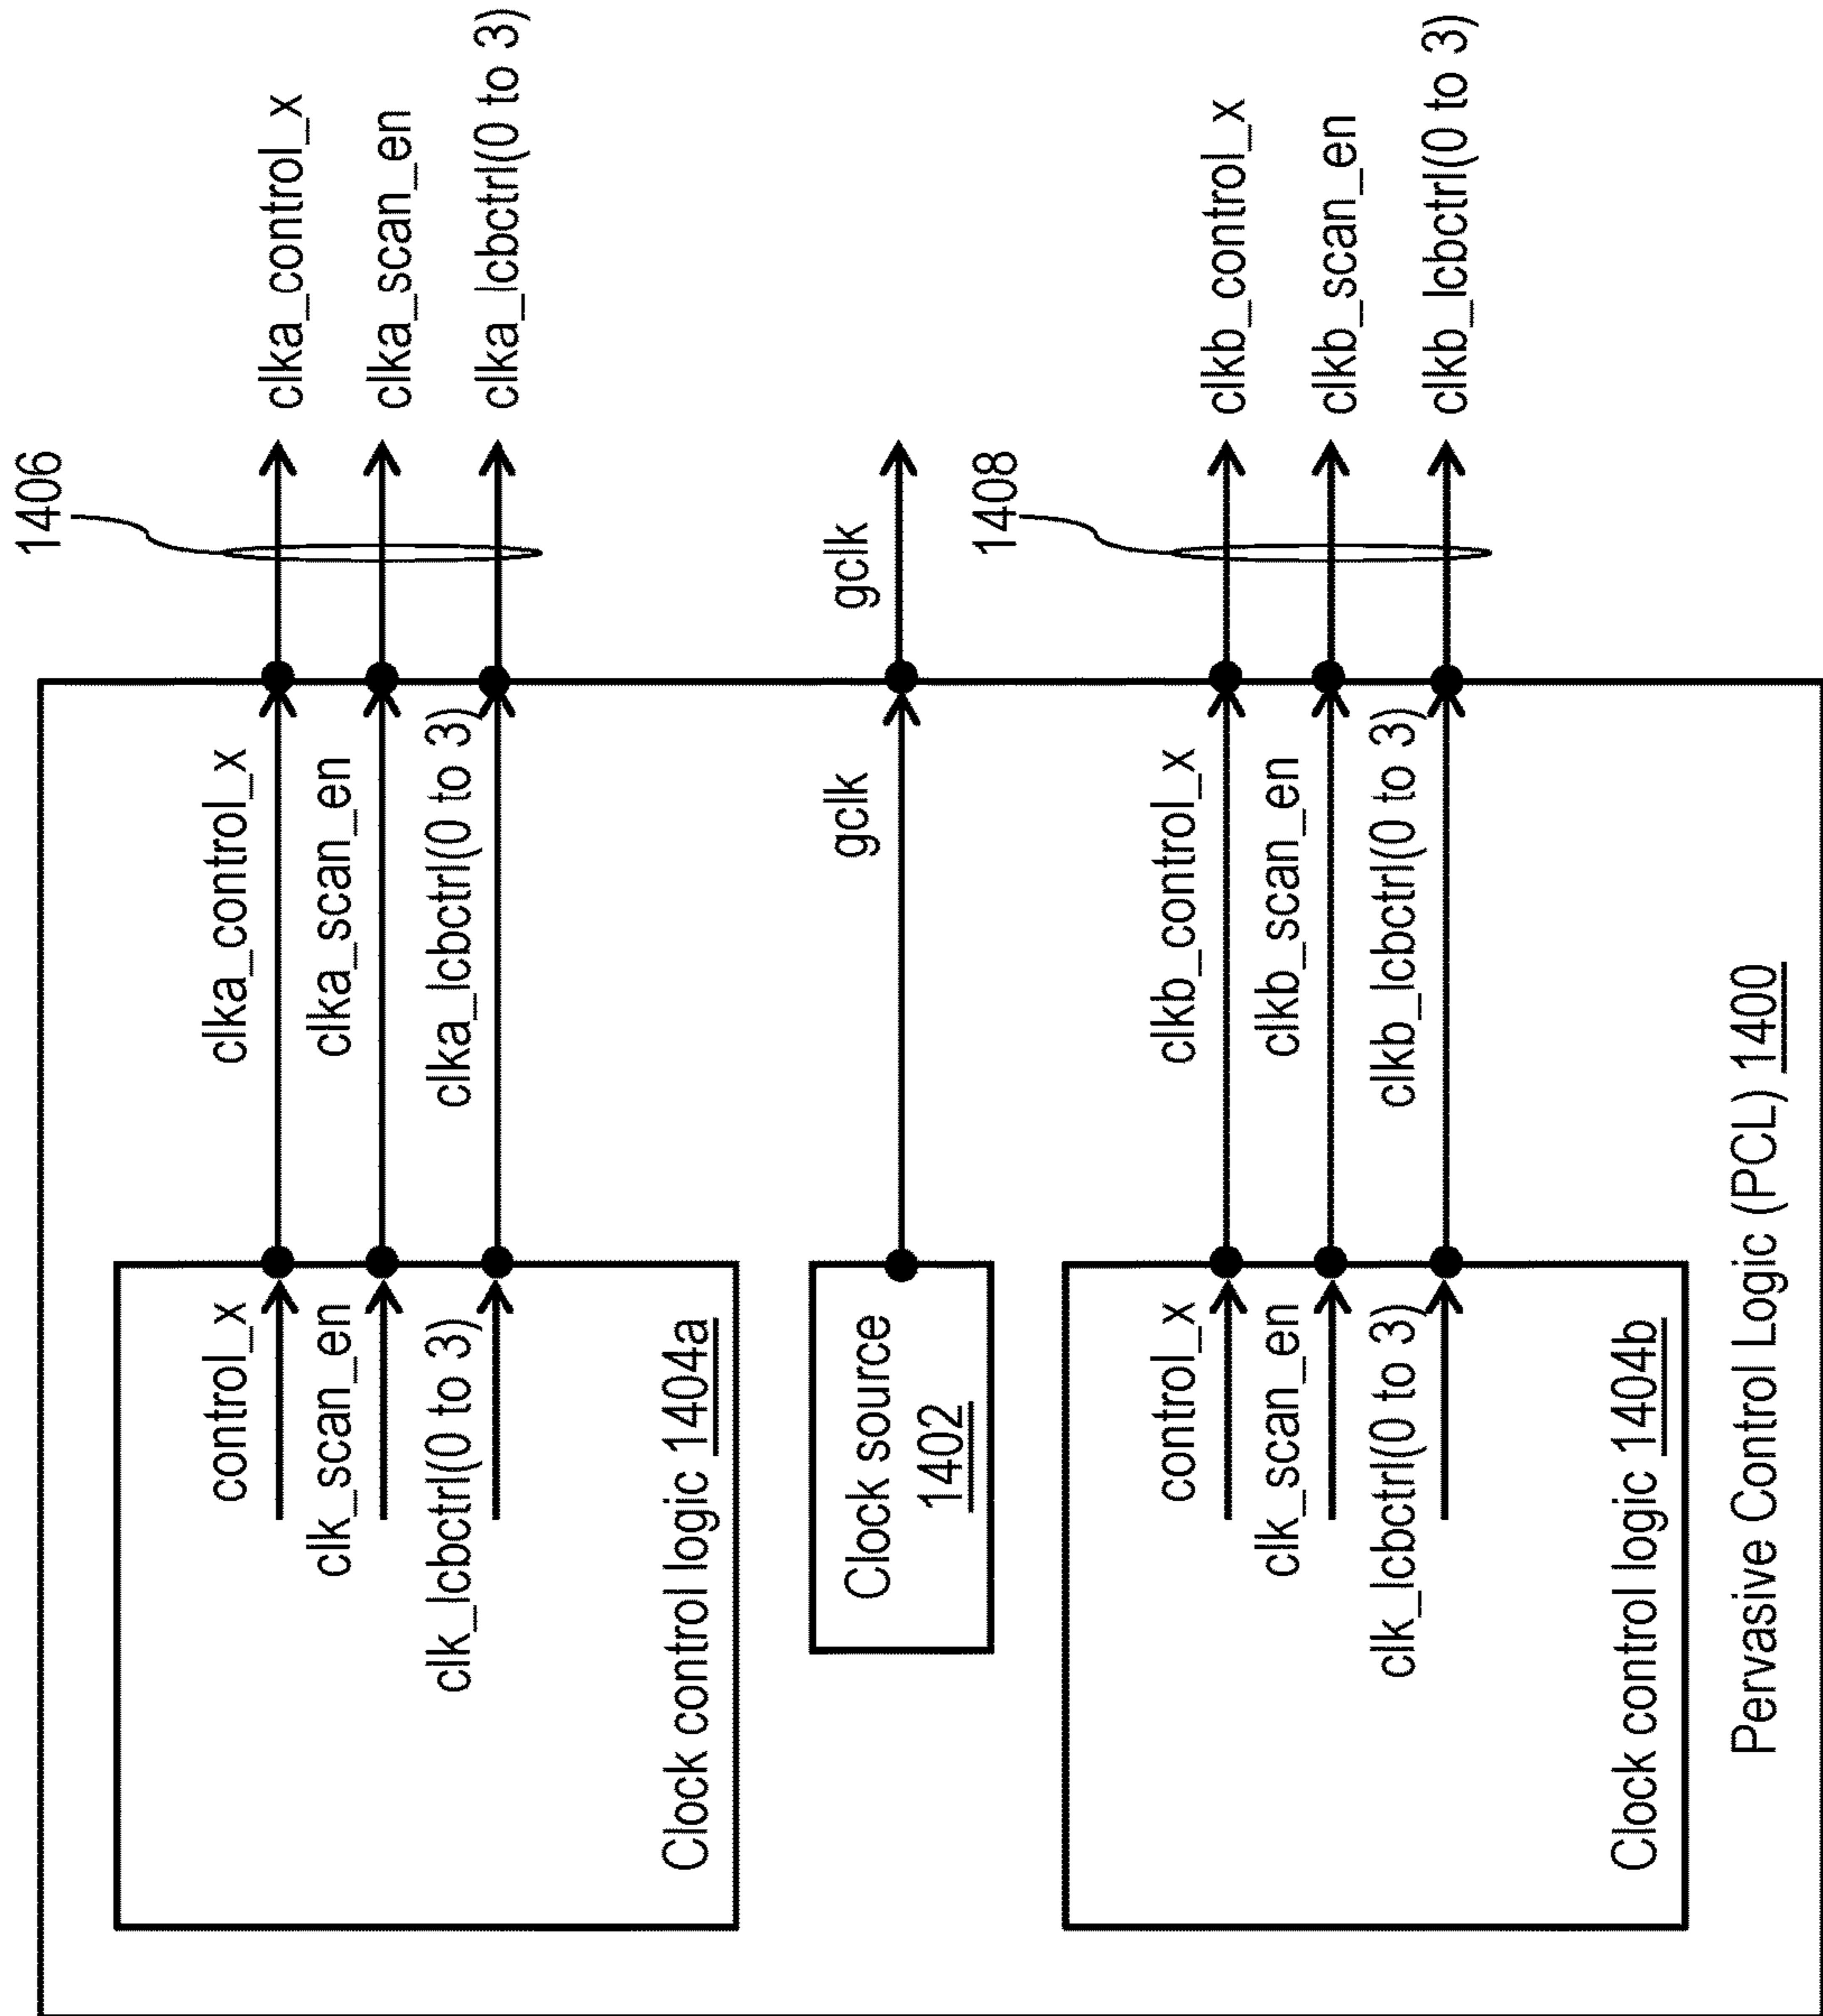 1406
control_x
clka_control_x
clka_control_x
clk_scan_en
clka_scan_en
clka_scan_en
clk_lcbctrl(0 to 3)
clka_lcbctrl(0 to 3)
clka_lcbctrl(0 to 3)
Clock control logic 1404a
Clock source
1402
gclk
gclk
1408
control_x
clkb_control_x
clkb_control_x
clk_scan_en
clkb_scan_en
clkb_scan_en
clk_lcbctrl(0 to 3)
clkb_lcbctrl(0 to 3)
clkb_lcbctrl(0 to 3)
Clock control logic 1404b
Pervasive Control Logic (PCL) 1400